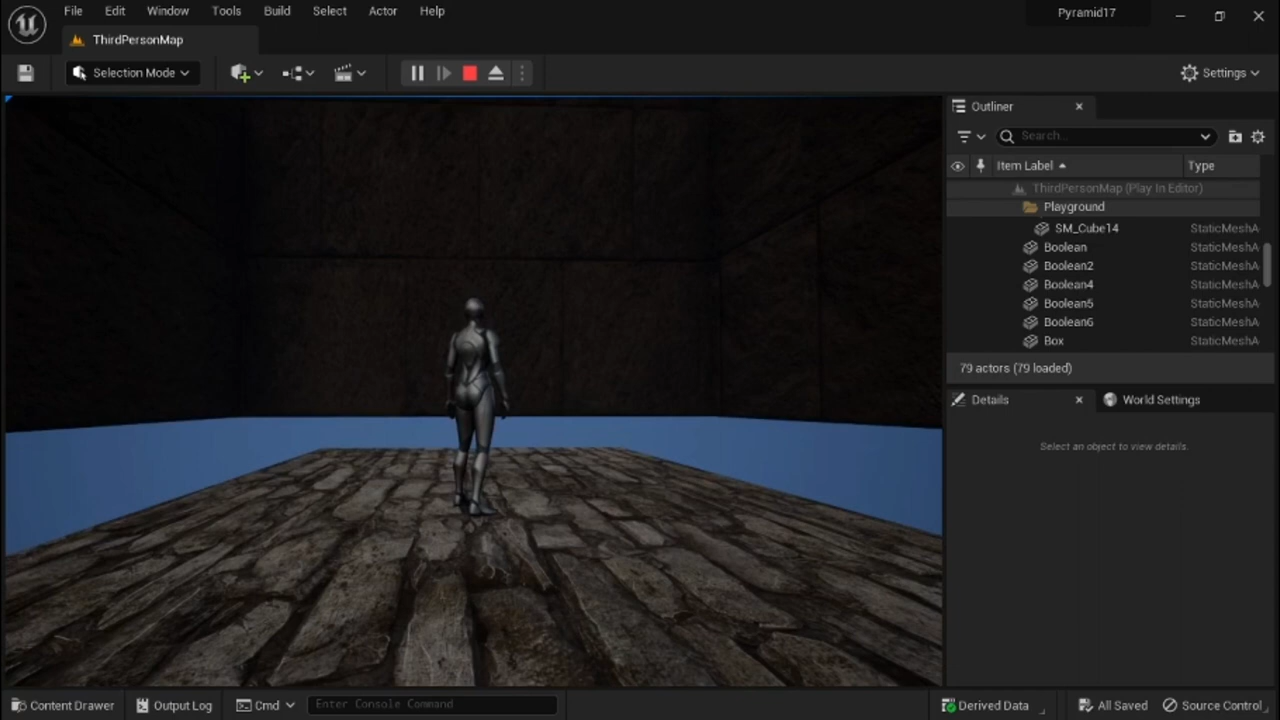 File Edit Window Tools Build Select Actor Help
Pyramid17
ThirdPersonMap
Selection Mode
Settings
Outliner
Search...
Item Label Type
ThirdPersonMap (Play In Editor)
Playground
SM_Cube14 StaticMeshA
Boolean StaticMeshA
Boolean2 StaticMeshA
Boolean4 StaticMeshA
Boolean5 StaticMeshA
Boolean6 StaticMeshA
Box StaticMeshA
79 actors (79 loaded)
Details World Settings
Select an object to view details.
Content Drawer Output Log Cmd Enter Console Command Derived Data All Saved Source Control